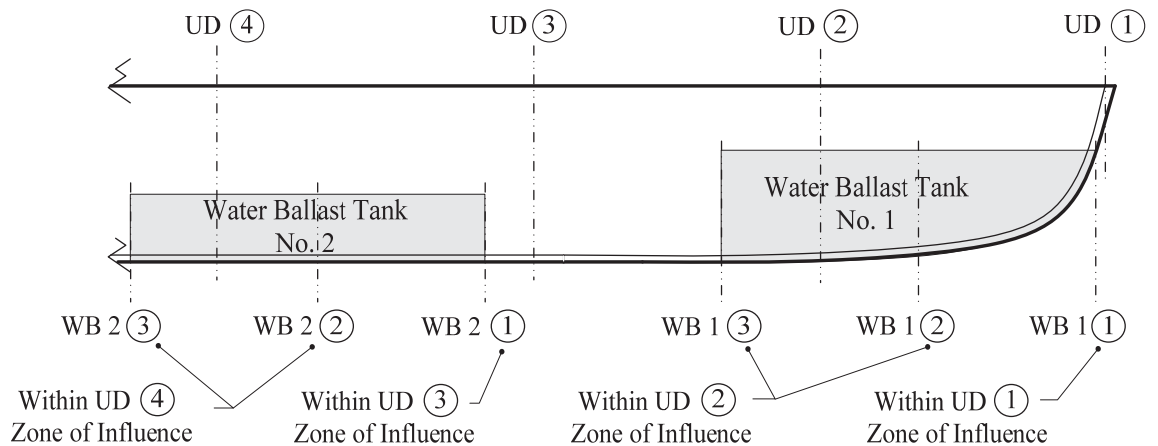 UD ④ UD ③ UD ② UD ①
Water Ballast Tank
No. 1
Water Ballast Tank
No. 2
WB 2 ③ WB 2 ② WB 2 ① WB 1 ③ WB 1 ② WB 1 ①
Within UD ④ Within UD ③ Within UD ② Within UD ①
Zone of Influence Zone of Influence Zone of Influence Zone of Influence